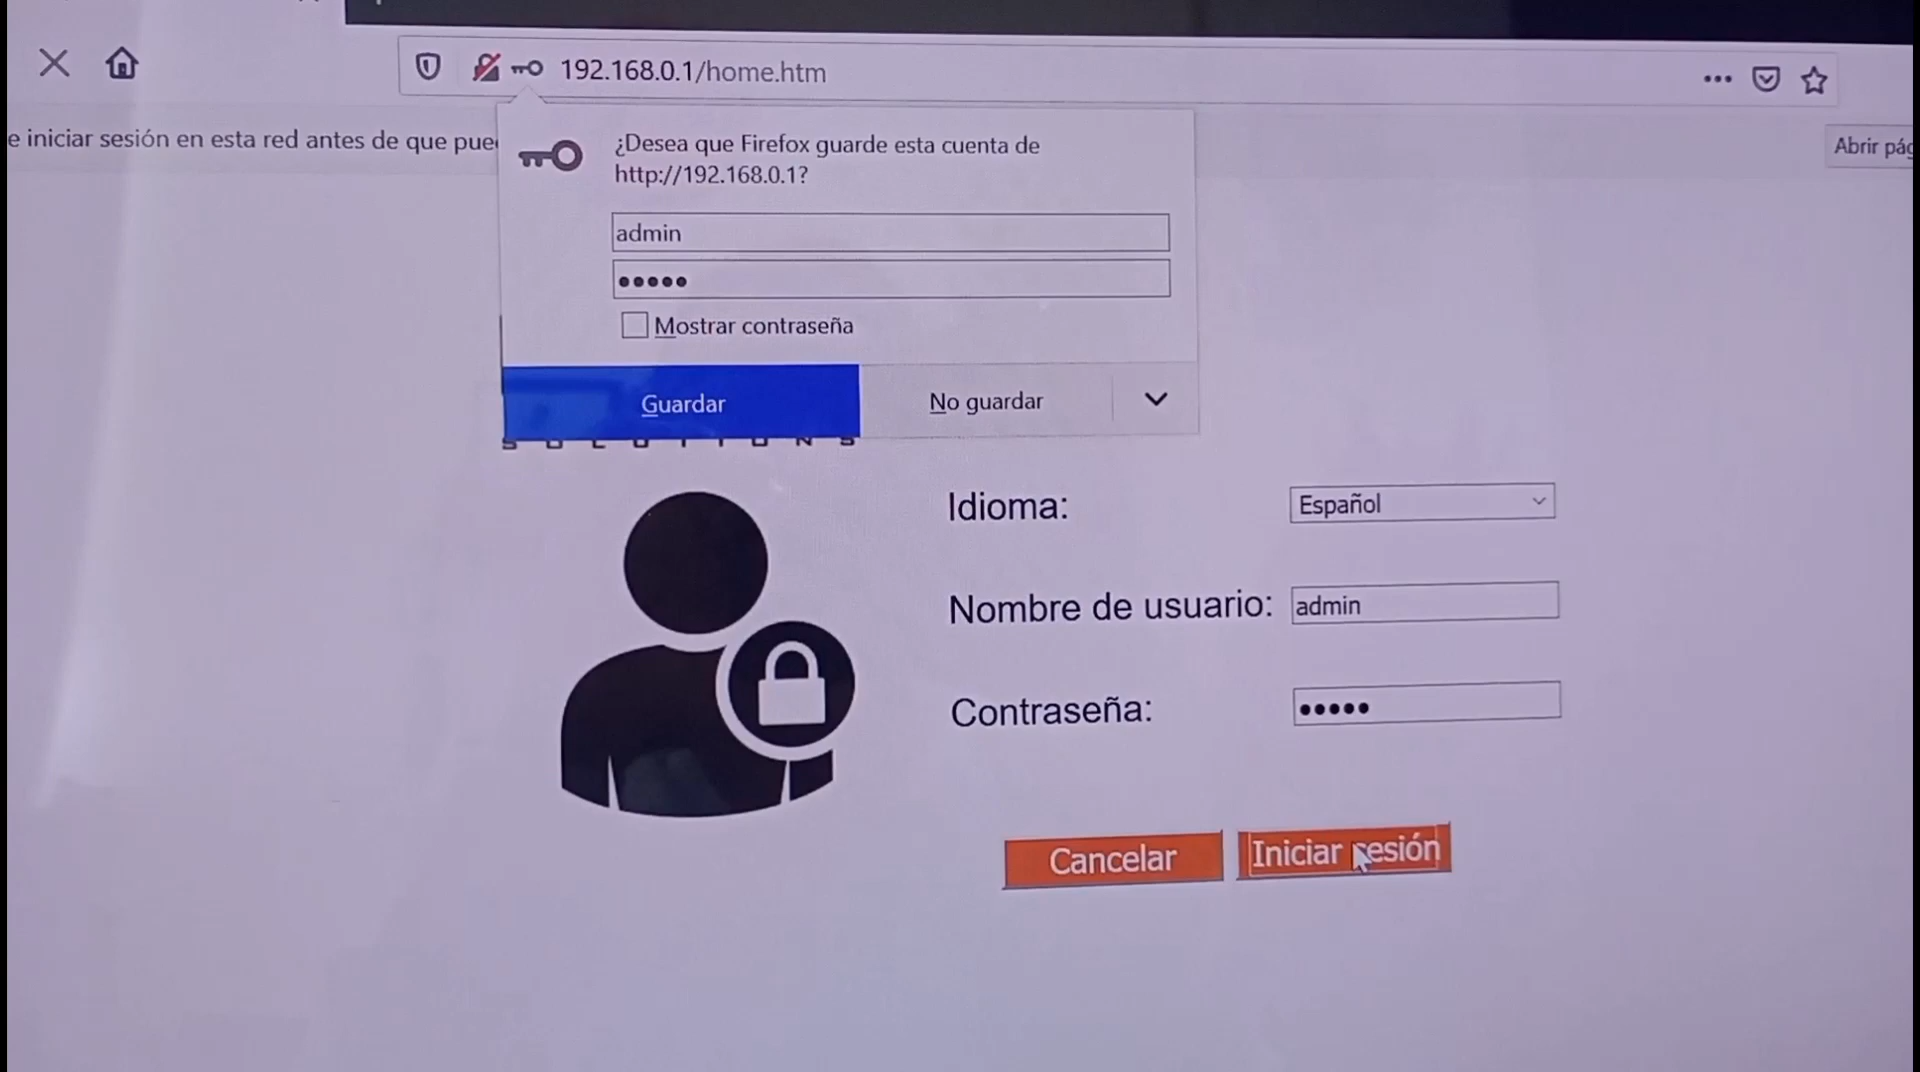 192.168.0.1/home.htm
e iniciar sesión en esta red antes de que
Abrir
¿Desea que Firefox guarde esta cuenta de
http://192.168.0.1?
admin
•••••
Mostrar contraseña
Guardar
No guardar
SOLUTIONS
Idioma:
Español
Nombre de usuario:
admin
Contraseña:
•••••
Cancelar
Iniciar sesión